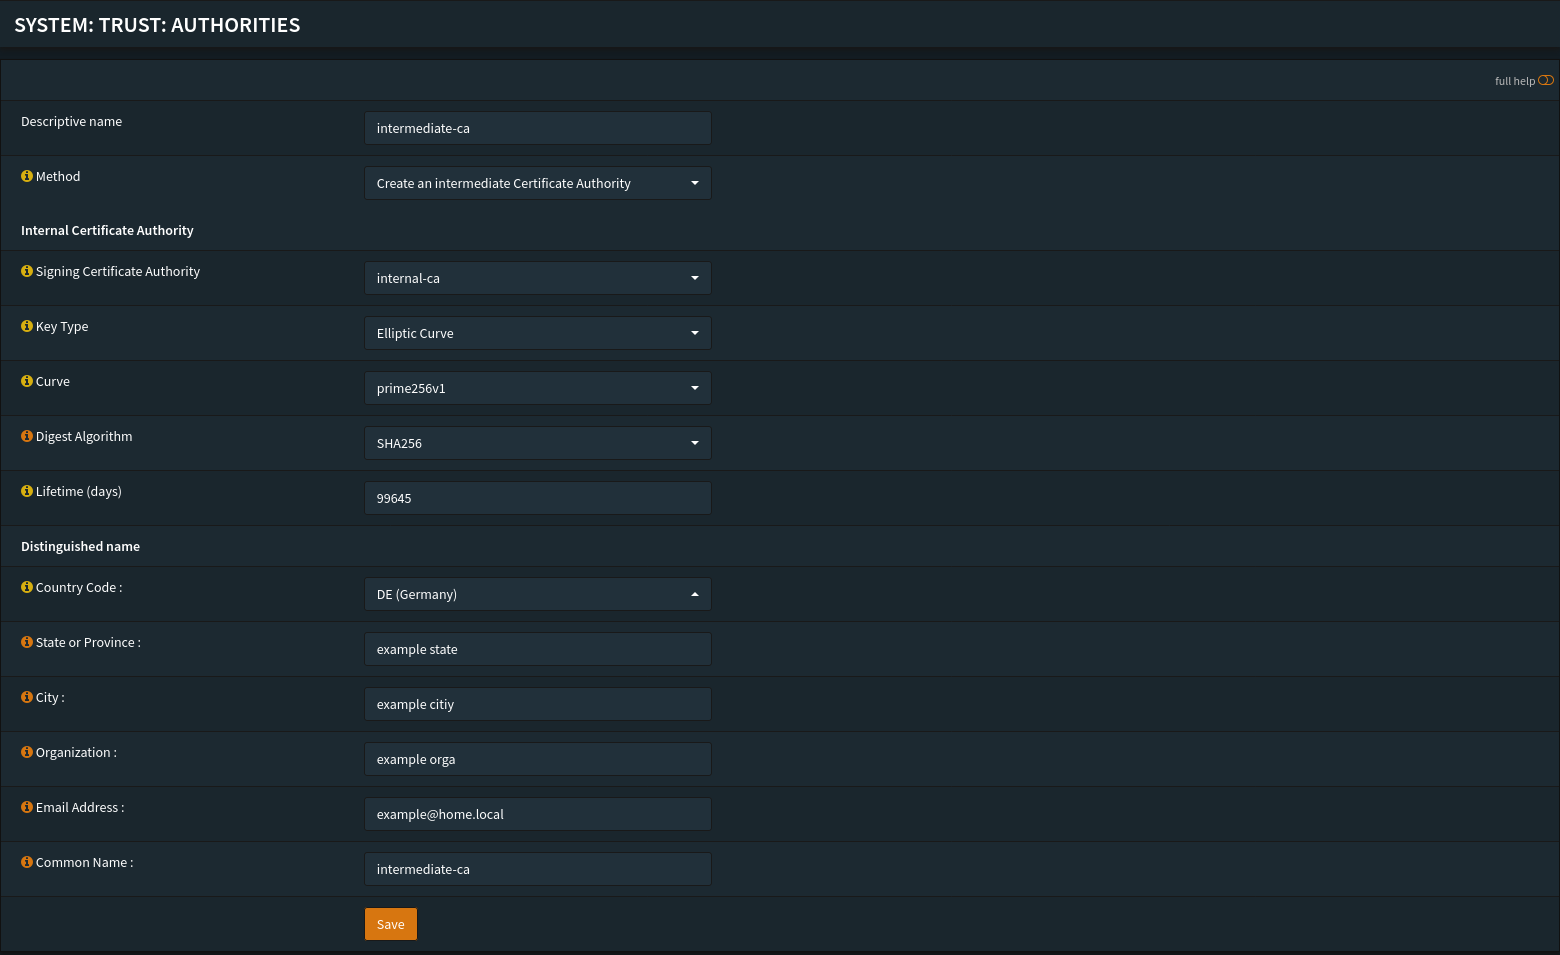 SYSTEM: TRUST: AUTHORITIES
full help
Descriptive name intermediate-ca
Method Create an intermediate Certificate Authority
Internal Certificate Authority
Signing Certificate Authority internal-ca
Key Type Elliptic Curve
Curve prime256v1
Digest Algorithm SHA256
Lifetime (days) 99645
Distinguished name
Country Code : DE (Germany)
State or Province : example state
City : example citiy
Organization : example orga
Email Address : example@home.local
Common Name : intermediate-ca
Save